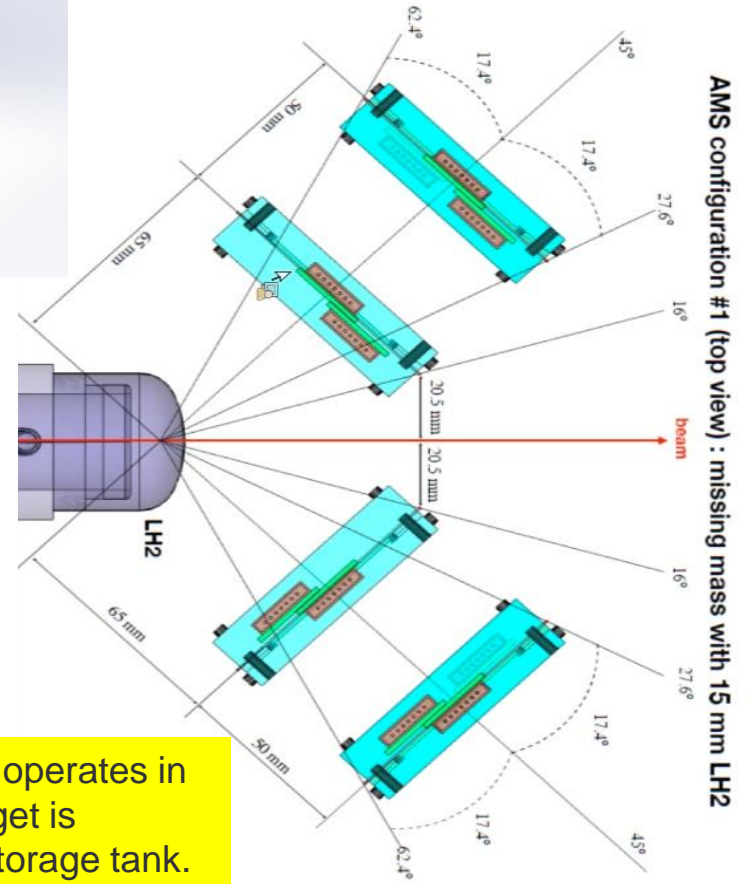 AMS configuration #1 (top view) : missing mass with 15 mm LH2
62.4°
17.4°
45°
17.4°
27.6°
16°
beam
16°
27.6°
17.4°
45°
17.4°
62.4°
50 mm
65 mm
20.5 mm
20.5 mm
LH2
65 mm
50 mm
operates in
get is
storage tank.